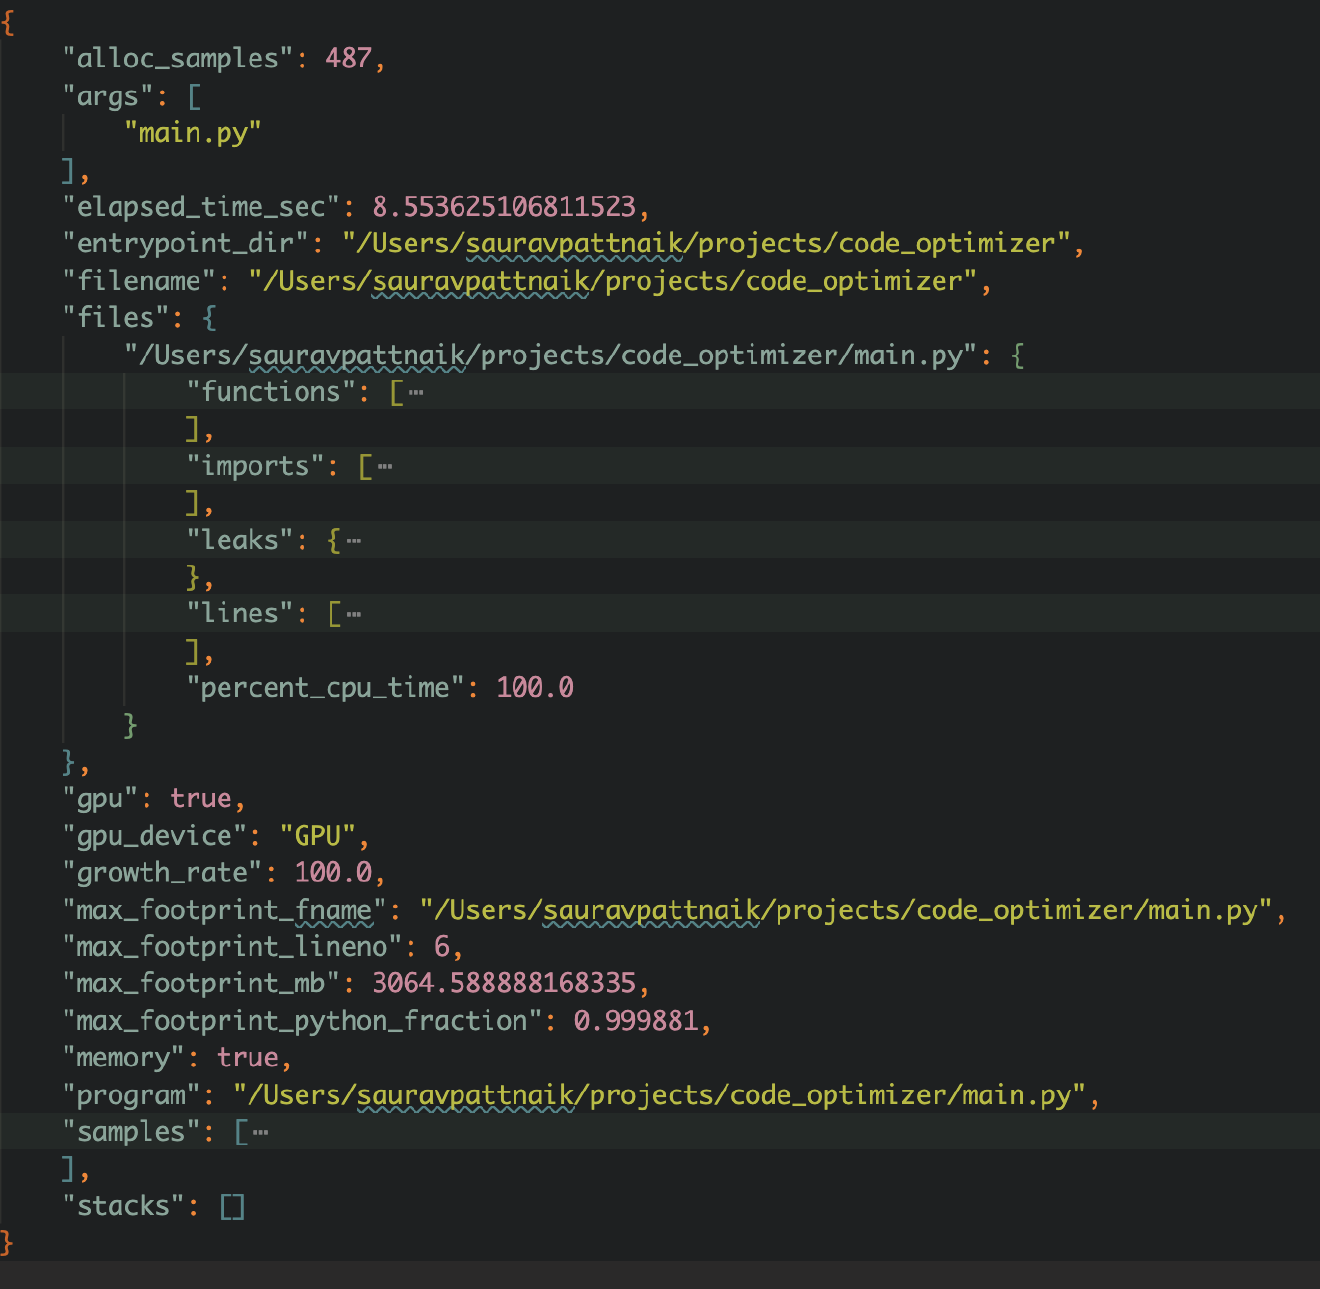 {
    "alloc_samples": 487,
    "args": [
        "main.py"
    ],
    "elapsed_time_sec": 8.553625106811523,
    "entrypoint_dir": "/Users/sauravpattnaik/projects/code_optimizer",
    "filename": "/Users/sauravpattnaik/projects/code_optimizer",
    "files": {
        "/Users/sauravpattnaik/projects/code_optimizer/main.py": {
            "functions": [⋯
            ],
            "imports": [⋯
            ],
            "leaks": {⋯
            },
            "lines": [⋯
            ],
            "percent_cpu_time": 100.0
        }
    },
    "gpu": true,
    "gpu_device": "GPU",
    "growth_rate": 100.0,
    "max_footprint_fname": "/Users/sauravpattnaik/projects/code_optimizer/main.py",
    "max_footprint_lineno": 6,
    "max_footprint_mb": 3064.588888168335,
    "max_footprint_python_fraction": 0.999881,
    "memory": true,
    "program": "/Users/sauravpattnaik/projects/code_optimizer/main.py",
    "samples": [⋯
    ],
    "stacks": []
}